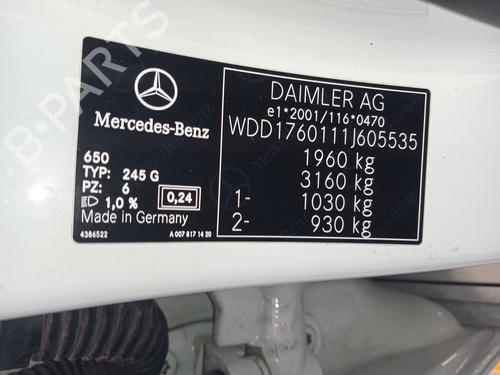 Mercedes-Benz
650
TYP: 245 G
PZ: 6
1,0 % 0,24
Made in Germany
4386522 A 007 817 14 20
DAIMLER AG
e1*2001/116*0470
WDD1760111J605535
1960 kg
3160 kg
1- 1030 kg
2- 930 kg
B-PARTS